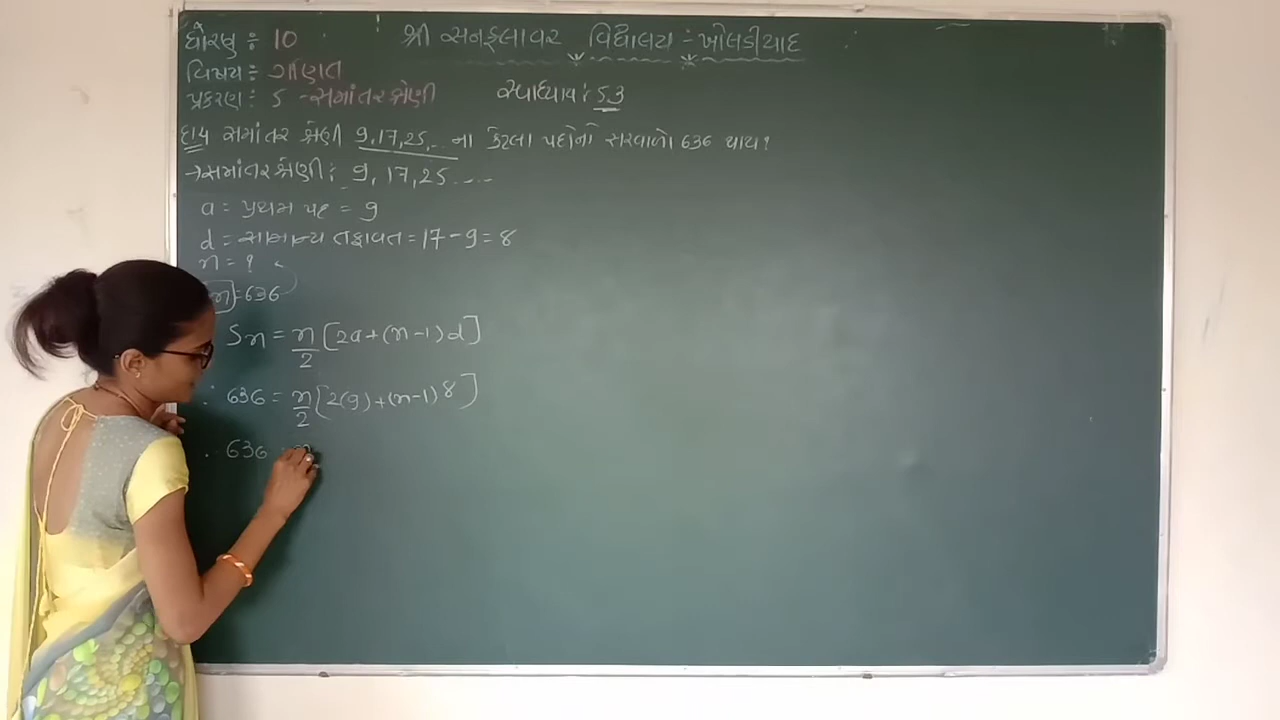 ધોરણ ÷ 10
શ્રી સનફ્લાવર વિદ્યાલય - ખોલડીયાદ
વિષય ÷ ગણિત
પ્રકરણ : 5 - સમાંતર શ્રેણી
સ્વાધ્યાય : 5.3
દા.4 સમાંતર શ્રેણી 9,17,25,... ના કેટલા પદોનો સરવાળો 636 થાય?
→ સમાંતર શ્રેણી : 9, 17, 25 ....
a = પ્રથમ પદ = 9
d = સામાન્ય તફાવત = 17 - 9 = 8
n = ?
n = 636
Sn = n/2 [2a + (n - 1) d]
∴ 636 = n/2 [2(9) + (n - 1) 8]
∴ 636 = n